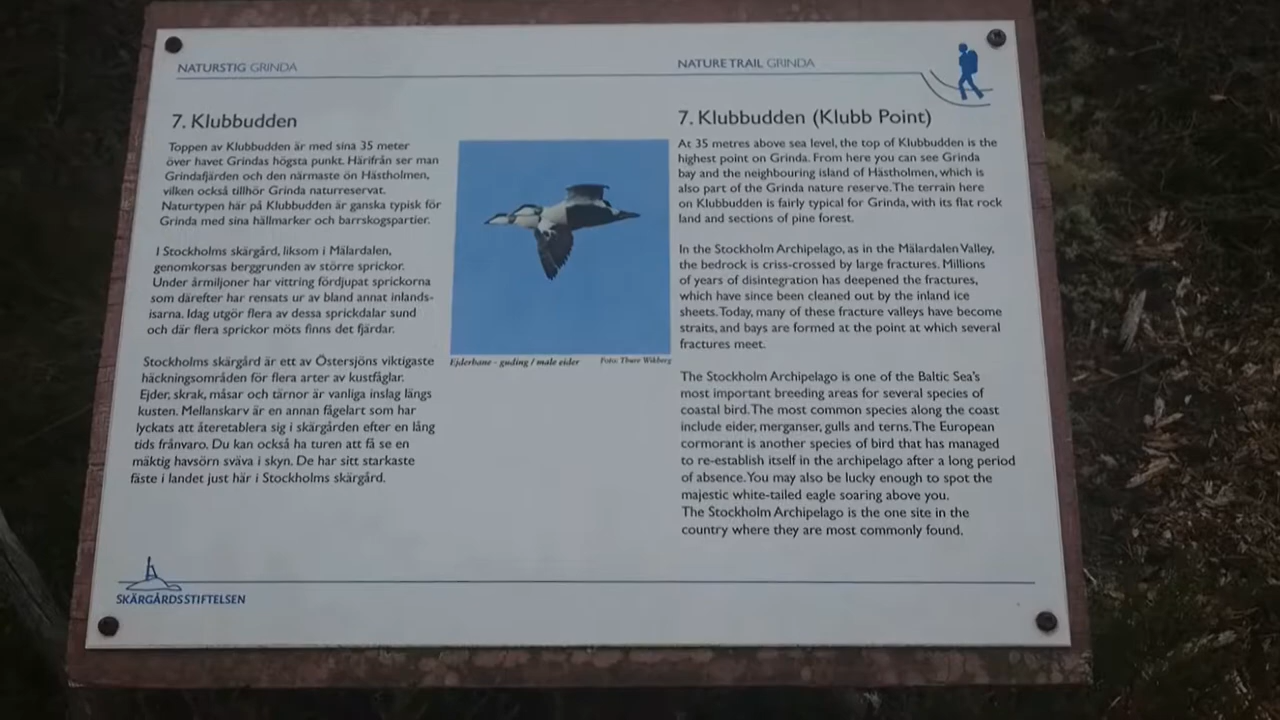 NATURSTIG GRINDA
7. Klubbudden
Toppen av Klubbudden är med sina 35 meter
över havet Grindas högsta punkt. Härifrån ser man
Grindafjärden och den närmaste ön Hästholmen,
vilken också tillhör Grinda naturreservat.
Naturtypen här på Klubbudden är ganska typisk för
Grinda med sina hällmarker och barrskogspartier.
I Stockholms skärgård, liksom i Mälardalen,
genomkorsas berggrunden av större sprickor.
Under årmiljoner har vittring fördjupat sprickorna
som därefter har rensats ur av bland annat inlands-
isarna. Idag utgör flera av dessa sprickdalar sund
och där flera sprickor möts finns det fjärdar.
Stockholms skärgård är ett av Östersjöns viktigaste
häckningsområden för flera arter av kustfåglar.
Ejder, skrak, måsar och tärnor är vanliga inslag längs
kusten. Mellanskarv är en annan fågelart som har
lyckats att återetablera sig i skärgården efter en lång
tids frånvaro. Du kan också ha turen att få se en
mäktig havsörn sväva i skyn. De har sitt starkaste
fäste i landet just här i Stockholms skärgård.
Ejderhane - guding / male eider
Foto: Thure Wikberg
NATURE TRAIL GRINDA
7. Klubbudden (Klubb Point)
At 35 metres above sea level, the top of Klubbudden is the
highest point on Grinda. From here you can see Grinda
bay and the neighbouring island of Hästholmen, which is
also part of the Grinda nature reserve. The terrain here
on Klubbudden is fairly typical for Grinda, with its flat rock
land and sections of pine forest.
In the Stockholm Archipelago, as in the Mälardalen Valley,
the bedrock is criss-crossed by large fractures. Millions
of years of disintegration has deepened the fractures,
which have since been cleaned out by the inland ice
sheets. Today, many of these fracture valleys have become
straits, and bays are formed at the point at which several
fractures meet.
The Stockholm Archipelago is one of the Baltic Sea's
most important breeding areas for several species of
coastal bird. The most common species along the coast
include eider, merganser, gulls and terns. The European
cormorant is another species of bird that has managed
to re-establish itself in the archipelago after a long period
of absence. You may also be lucky enough to spot the
majestic white-tailed eagle soaring above you.
The Stockholm Archipelago is the one site in the
country where they are most commonly found.
SKÄRGÅRDSSTIFTELSEN